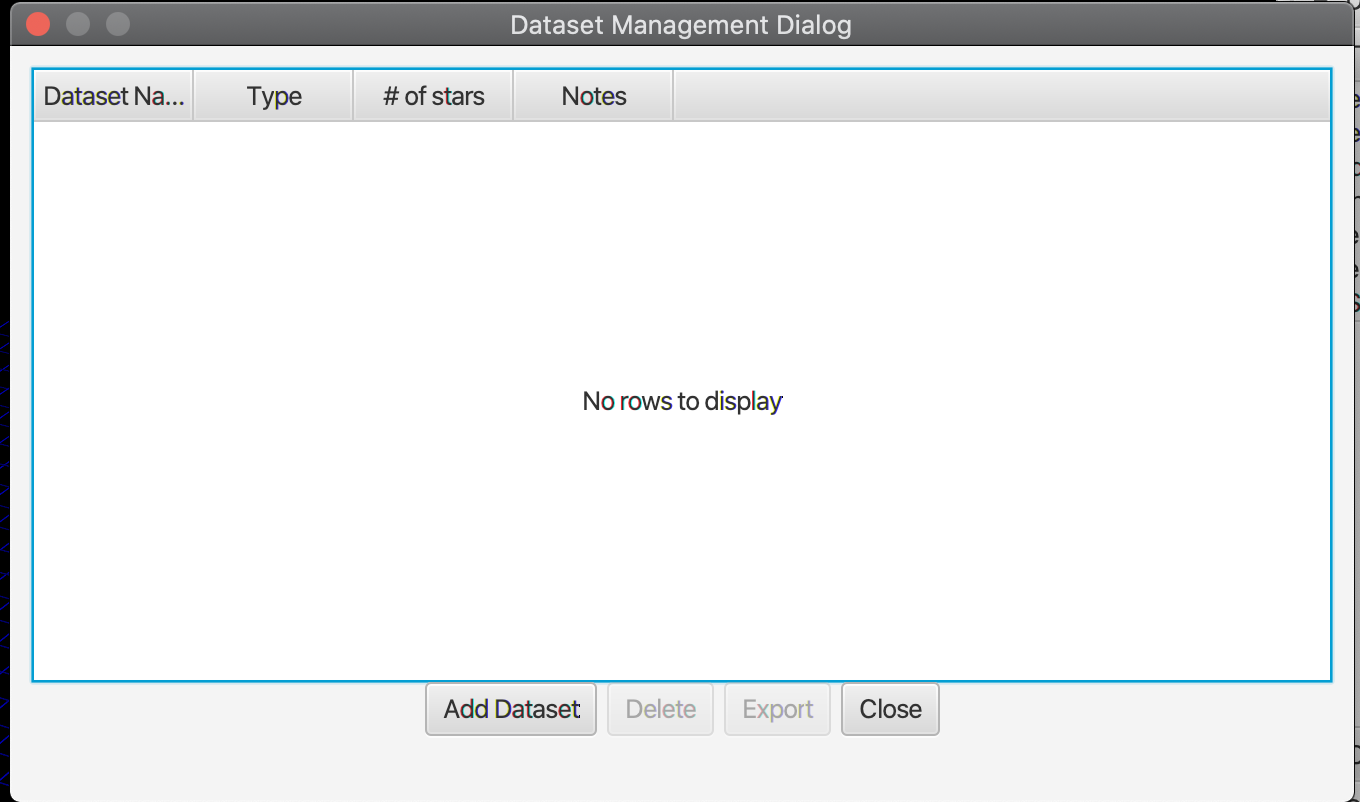 Dataset Management Dialog
Dataset Na... Type # of stars Notes
No rows to display
Add Dataset Delete Export Close